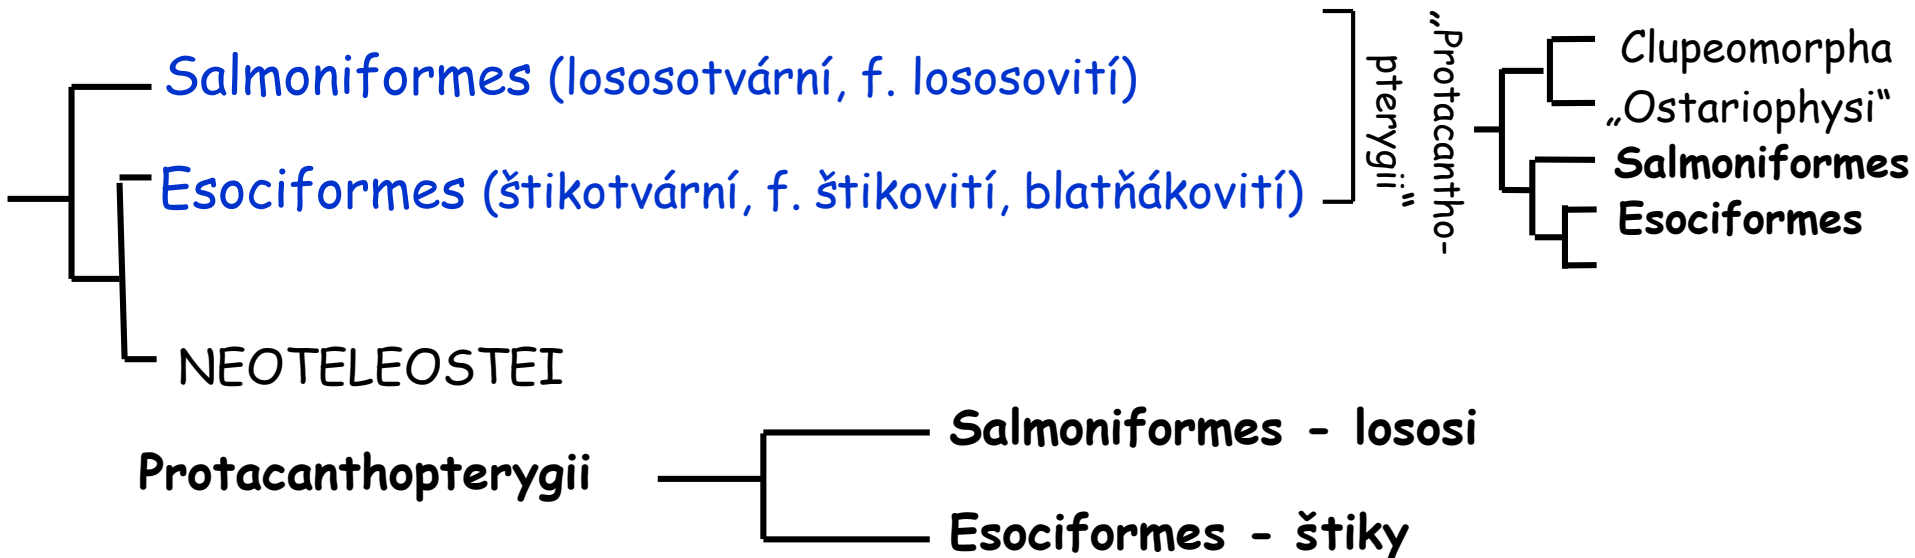 Salmoniformes (lososotvární, f. lososovití)
Esociformes (štikotvární, f. štikovití, blatňákovití)
NEOTELEOSTEI
„Protacantho-
pterygii“
Clupeomorpha
„Ostariophysi“
Salmoniformes
Esociformes
Protacanthopterygii
Salmoniformes - lososi
Esociformes - štiky